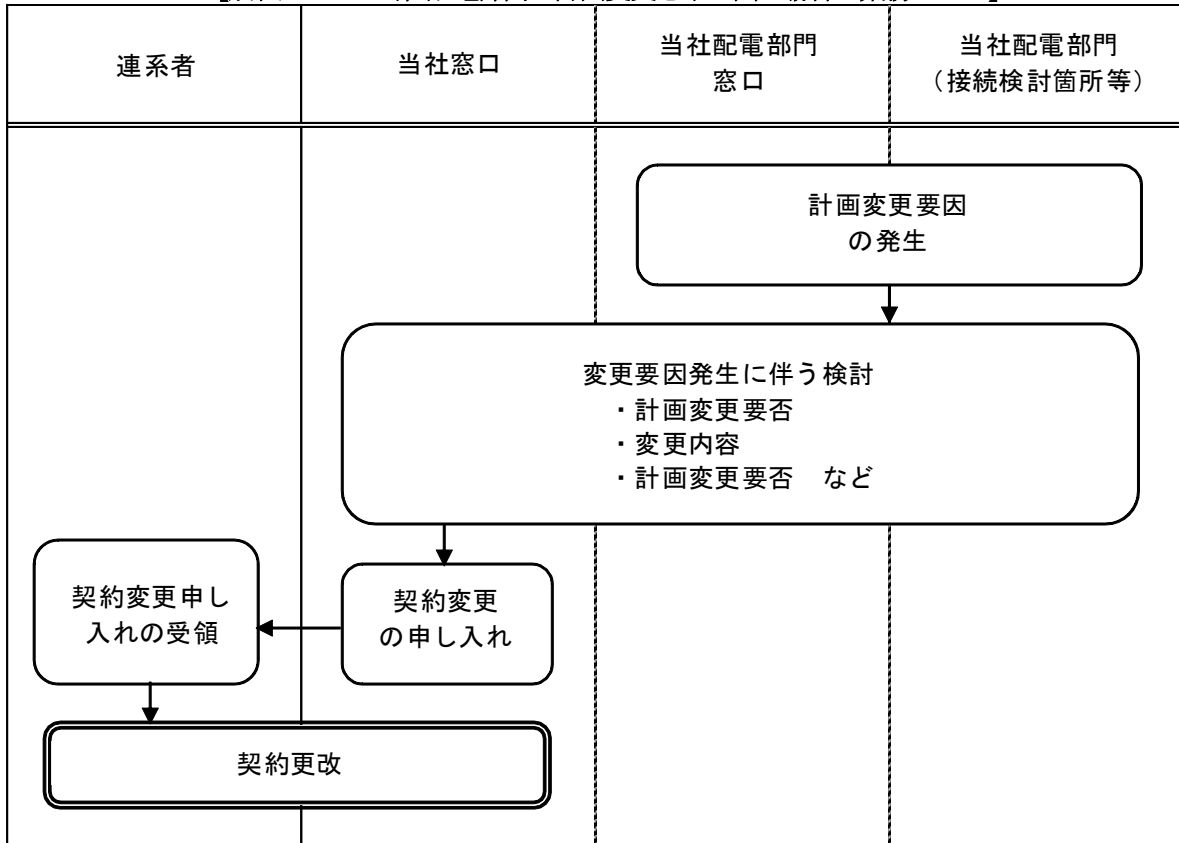 連系者
当社窓口
当社配電部門
窓口
当社配電部門
（接続検討箇所等）
計画変更要因
の発生
変更要因発生に伴う検討
・計画変更要否
・変更内容
・計画変更要否　など
契約変更申し
入れの受領
契約変更
の申し入れ
契約更改